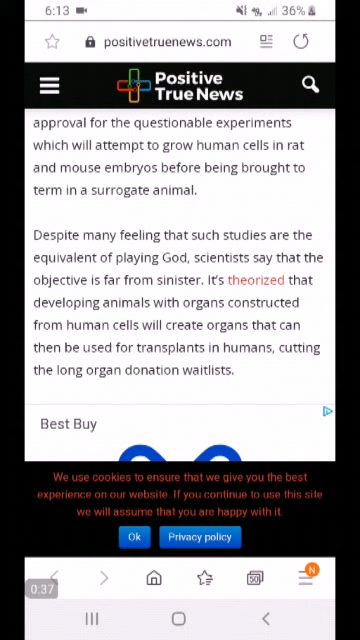 6:13
36%
positivetruenews.com
Positive
True News
approval for the questionable experiments
which will attempt to grow human cells in rat
and mouse embryos before being brought to
term in a surrogate animal.
Despite many feeling that such studies are the
equivalent of playing God, scientists say that the
objective is far from sinister. It's theorized that
developing animals with organs constructed
from human cells will create organs that can
then be used for transplants in humans, cutting
the long organ donation waitlists.
Best Buy
We use cookies to ensure that we give you the best
experience on our website. If you continue to use this site
we will assume that you are happy with it.
Ok
Privacy policy
50
N
0:37